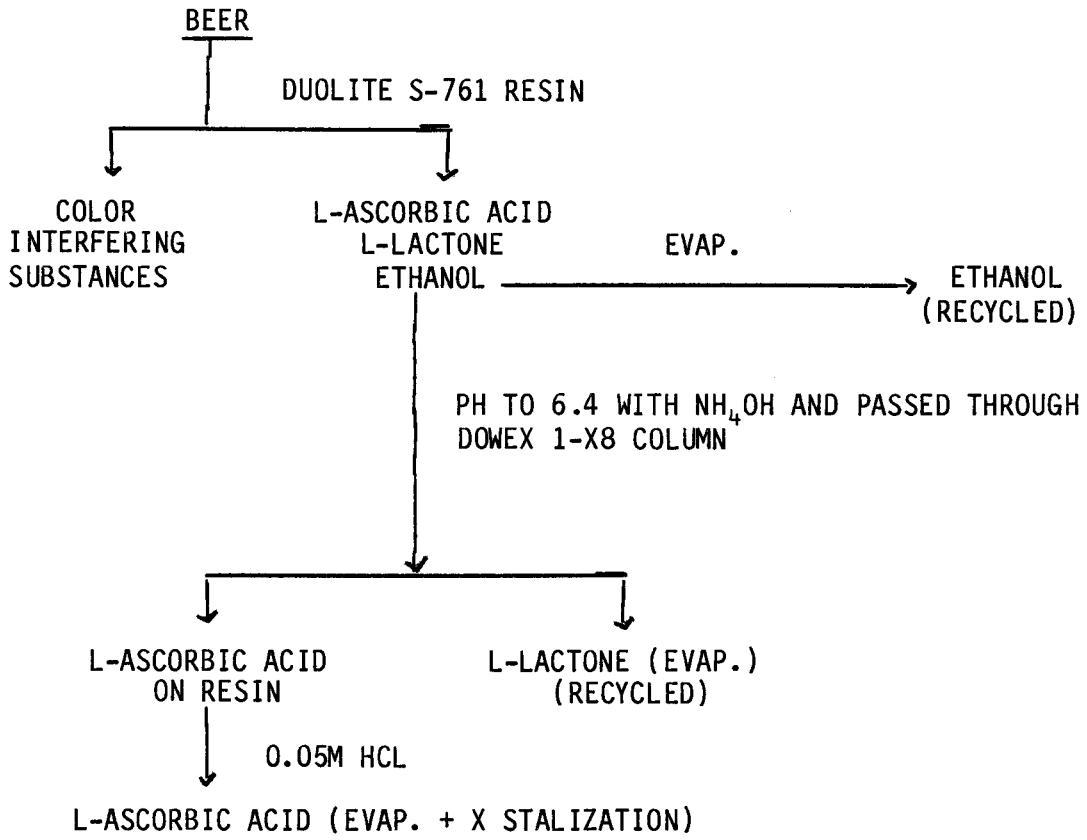 BEER
DUOLITE S-761 RESIN
COLOR
INTERFERING
SUBSTANCES
L-ASCORBIC ACID
L-LACTONE
ETHANOL
EVAP.
ETHANOL
(RECYCLED)
PH TO 6.4 WITH NH₄OH AND PASSED THROUGH
DOWEX 1-X8 COLUMN
L-ASCORBIC ACID
ON RESIN
L-LACTONE (EVAP.)
(RECYCLED)
0.05M HCL
L-ASCORBIC ACID (EVAP. + X STALIZATION)